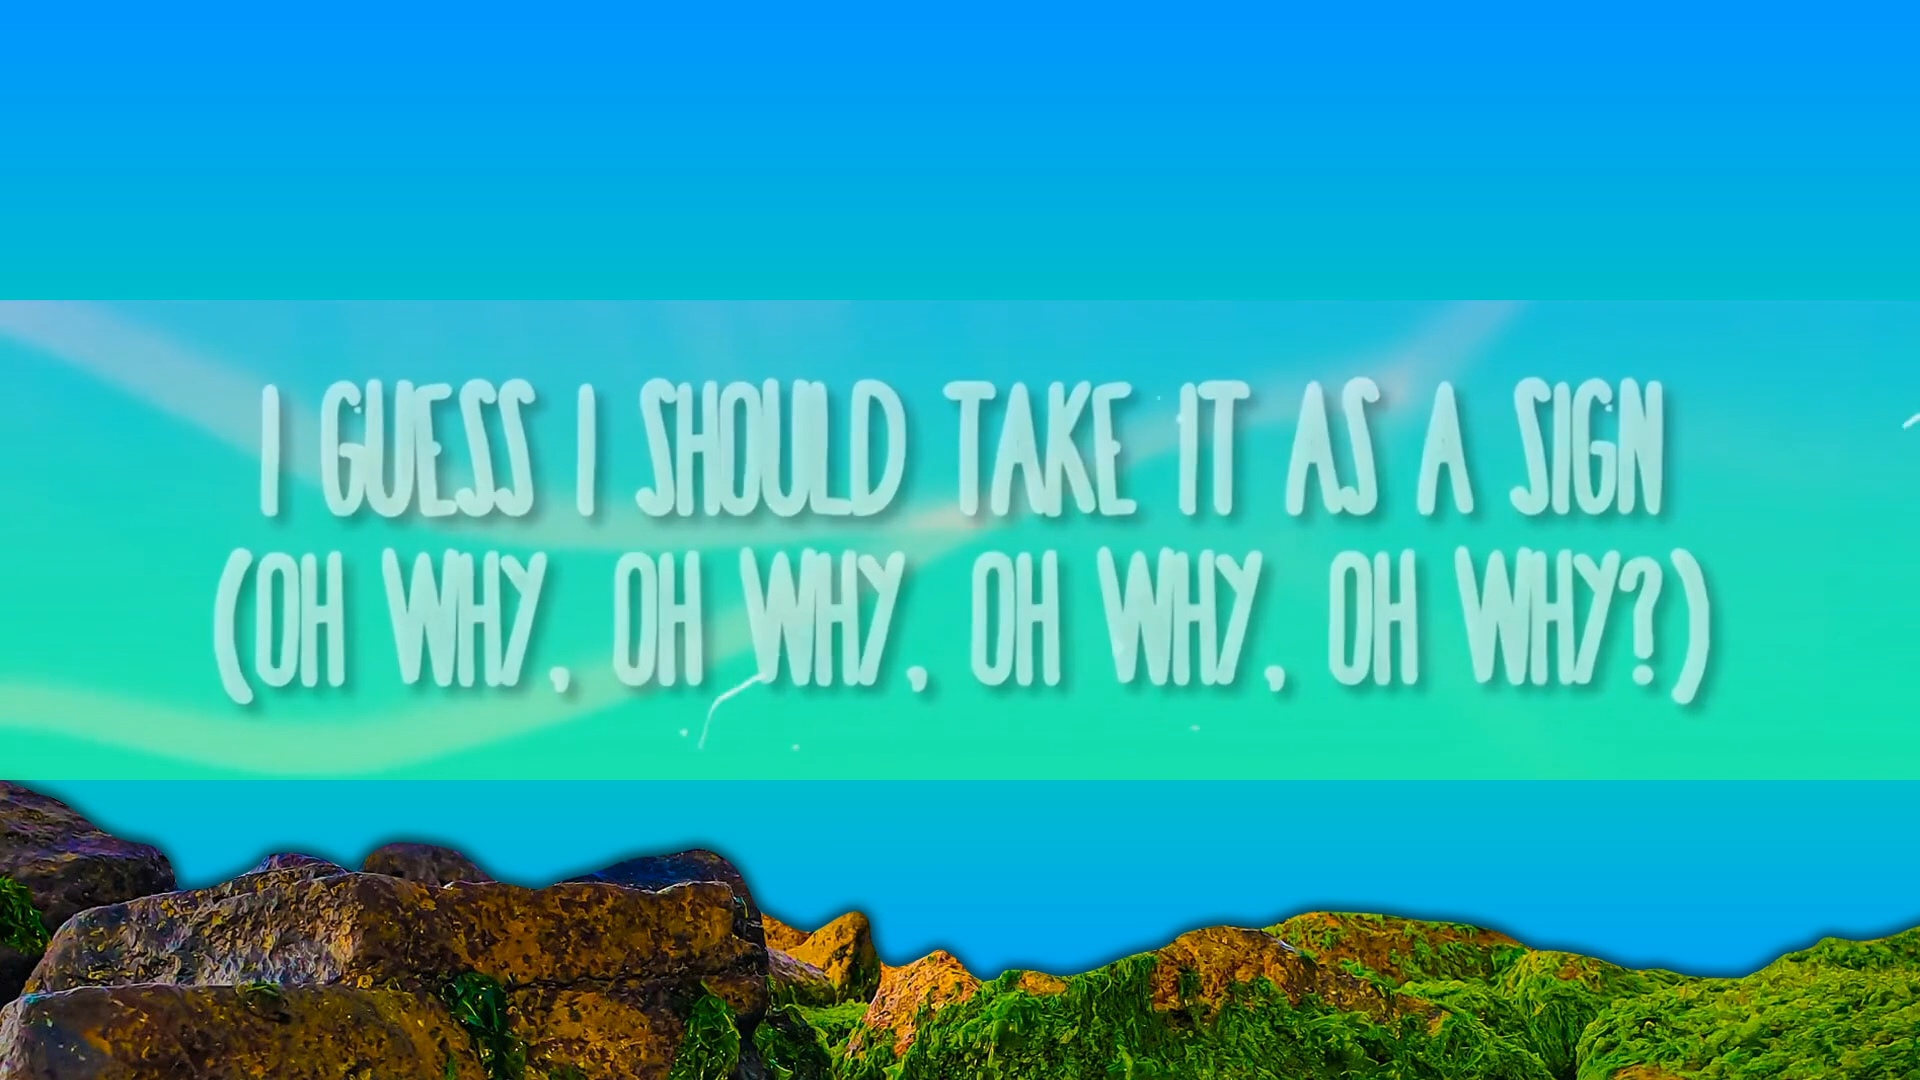 I GUESS I SHOULD TAKE IT AS A SIGN
(OH WHY, OH WHY, OH WHY, OH WHY?)